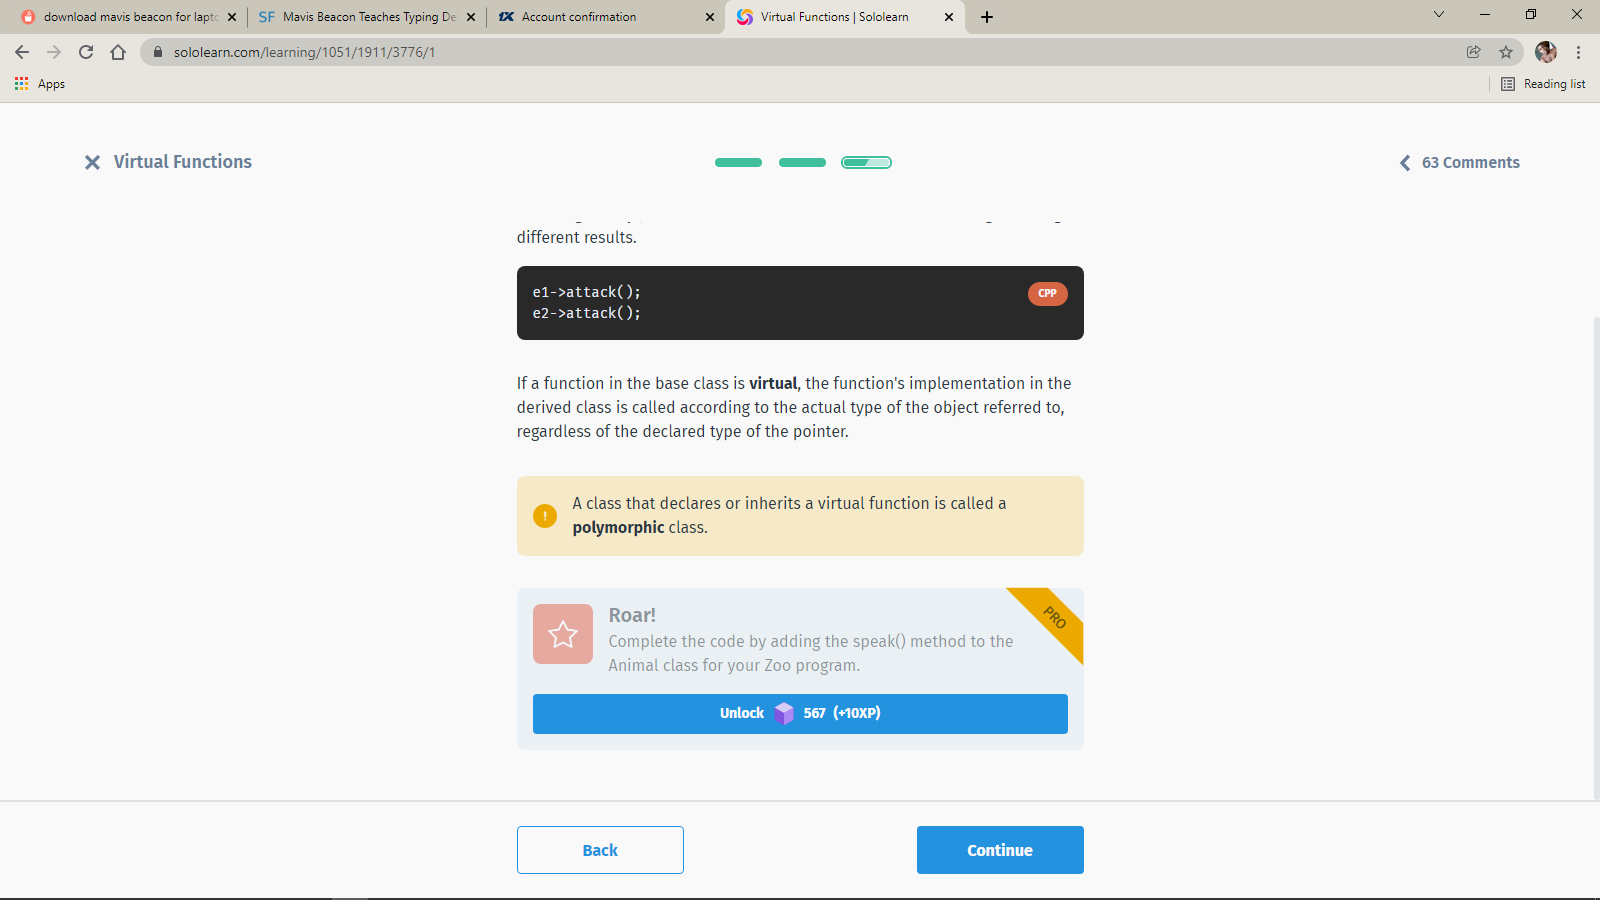 download mavis beacon for lapto
SF Mavis Beacon Teaches Typing De
1X Account confirmation
Virtual Functions | Sololearn
sololearn.com/learning/1051/1911/3776/1
Apps
Reading list
Virtual Functions
63 Comments
different results.
e1->attack();
CPP
e2->attack();
If a function in the base class is virtual, the function's implementation in the
derived class is called according to the actual type of the object referred to,
regardless of the declared type of the pointer.
! A class that declares or inherits a virtual function is called a
polymorphic class.
Roar!
PRO
Complete the code by adding the speak() method to the
Animal class for your Zoo program.
Unlock 567 (+10XP)
Back
Continue